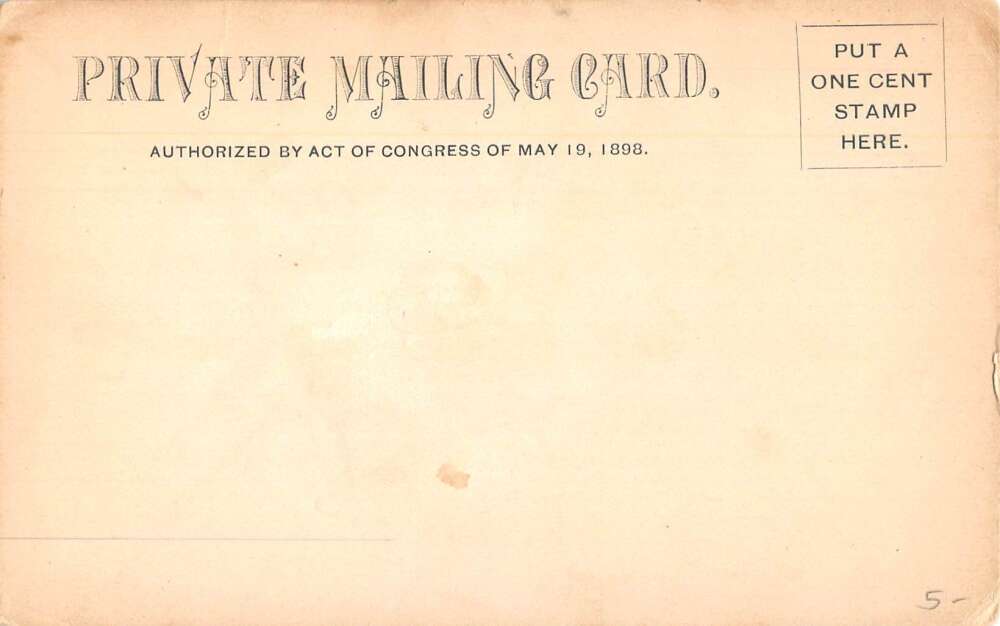 PRIVATE MAILING CARD.
AUTHORIZED BY ACT OF CONGRESS OF MAY 19, 1898.
PUT A
ONE CENT
STAMP
HERE.
5-